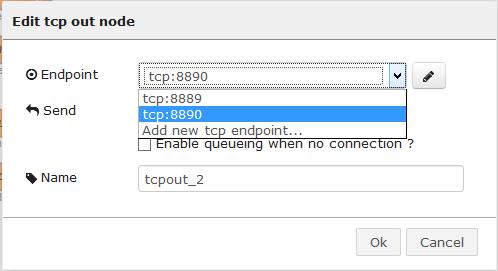 Edit tcp out node
Endpoint tcp:8890
tcp:8889
Send tcp:8890
Add new tcp endpoint...
Enable queueing when no connection ?
Name tcpout_2
Ok Cancel